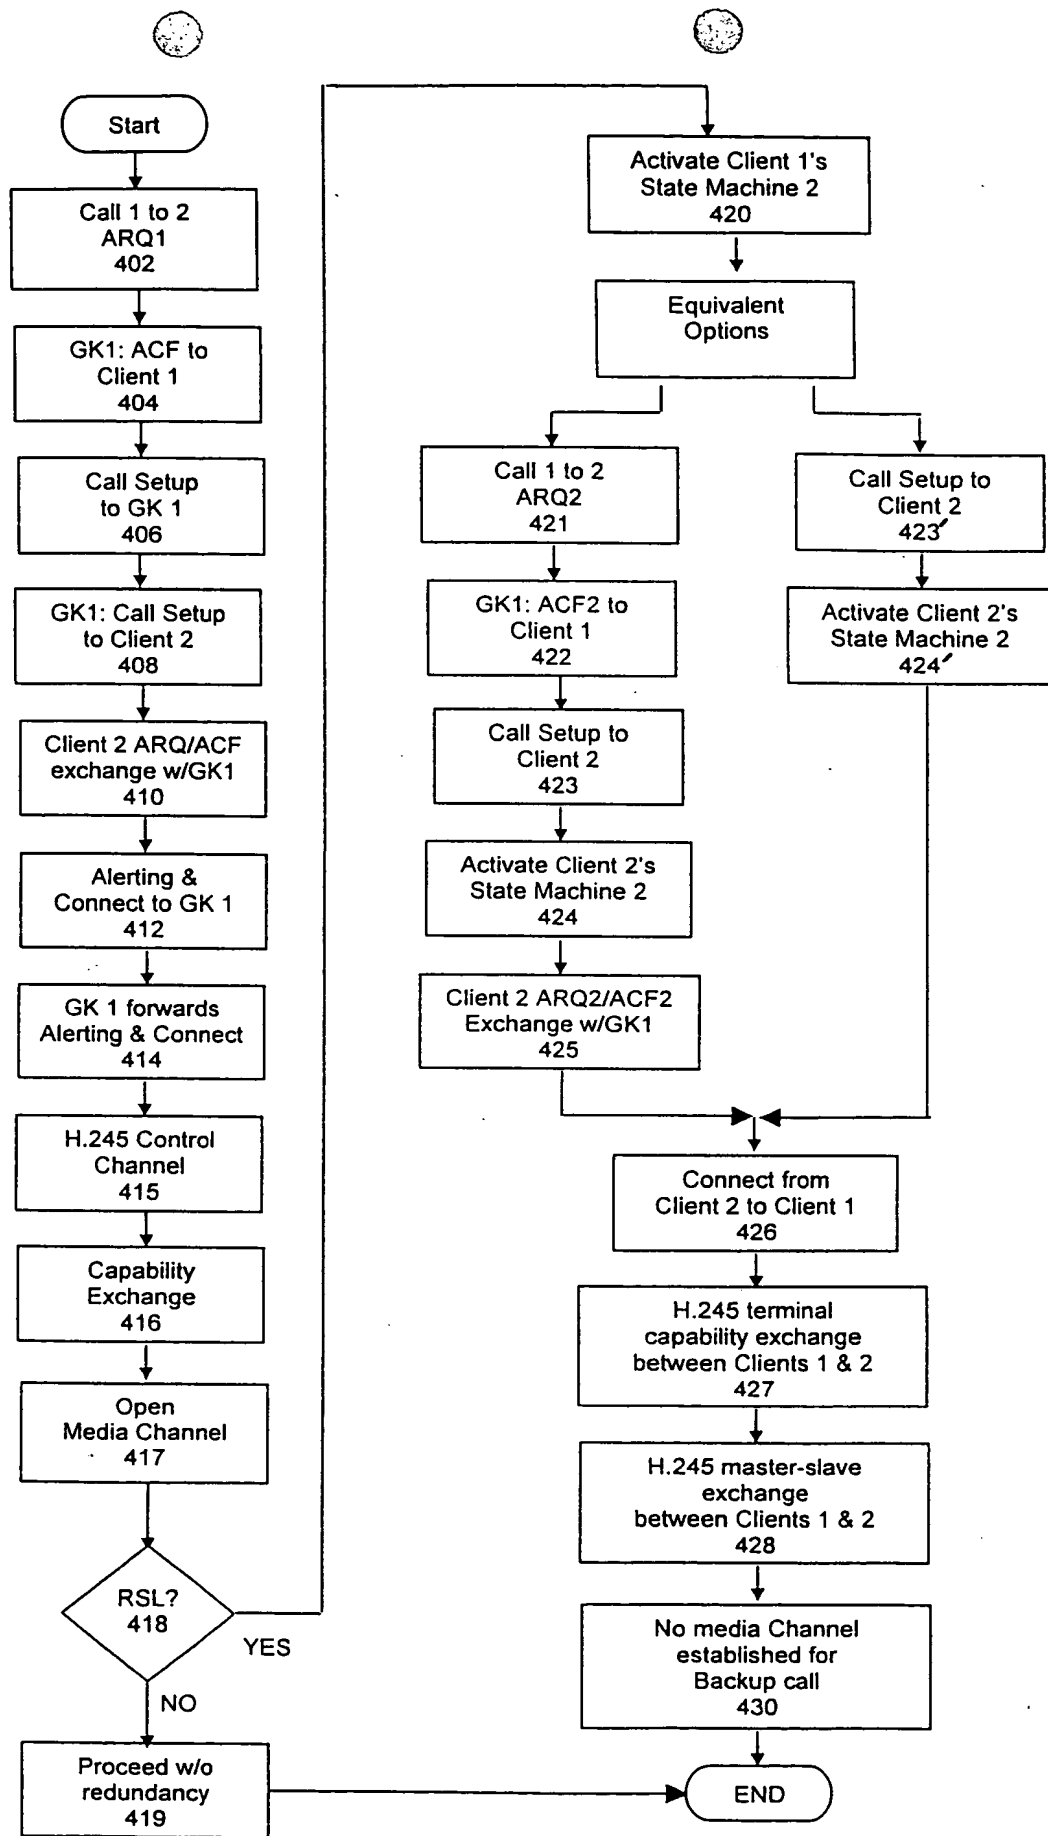 Start
Call 1 to 2
ARQ1
402
GK1: ACF to
Client 1
404
Call Setup
to GK 1
406
GK1: Call Setup
to Client 2
408
Client 2 ARQ/ACF
exchange w/GK1
410
Alerting &
Connect to GK 1
412
GK 1 forwards
Alerting & Connect
414
H.245 Control
Channel
415
Capability
Exchange
416
Open
Media Channel
417
RSL?
418
YES
NO
Proceed w/o
redundancy
419
Activate Client 1's
State Machine 2
420
Equivalent
Options
Call 1 to 2
ARQ2
421
GK1: ACF2 to
Client 1
422
Call Setup to
Client 2
423
Activate Client 2's
State Machine 2
424
Client 2 ARQ2/ACF2
Exchange w/GK1
425
Call Setup to
Client 2
423'
Activate Client 2's
State Machine 2
424'
Connect from
Client 2 to Client 1
426
H.245 terminal
capability exchange
between Clients 1 & 2
427
H.245 master-slave
exchange
between Clients 1 & 2
428
No media Channel
established for
Backup call
430
END